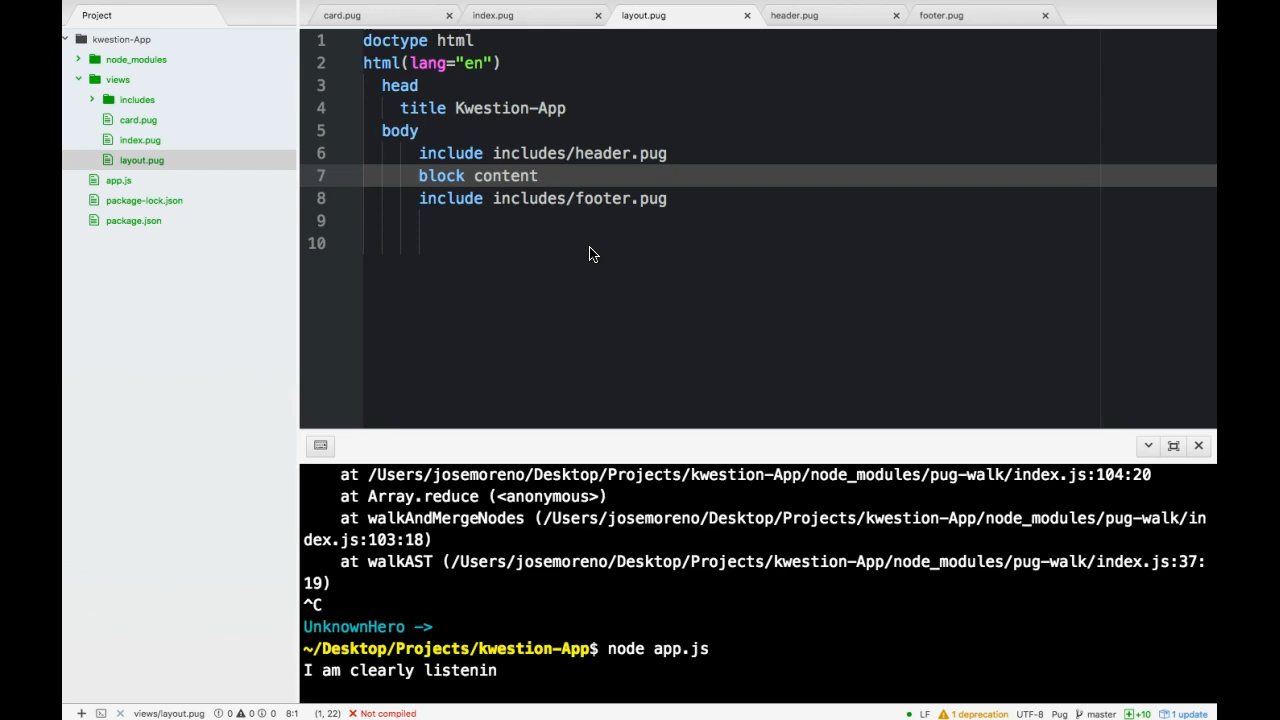 Project
card.pug
index.pug
layout.pug
header.pug
footer.pug
kwestion-App
node_modules
views
includes
card.pug
index.pug
layout.pug
app.js
package-lock.json
package.json
1 doctype html
2 html(lang="en")
3 head
4 title Kwestion-App
5 body
6 include includes/header.pug
7 block content
8 include includes/footer.pug
9
10
at /Users/josemoreno/Desktop/Projects/kwestion-App/node_modules/pug-walk/index.js:104:20
at Array.reduce (<anonymous>)
at walkAndMergeNodes (/Users/josemoreno/Desktop/Projects/kwestion-App/node_modules/pug-walk/in
dex.js:103:18)
at walkAST (/Users/josemoreno/Desktop/Projects/kwestion-App/node_modules/pug-walk/index.js:37:
19)
^C
UnknownHero ->
~/Desktop/Projects/kwestion-App$ node app.js
I am clearly listenin
views/layout.pug 0 0 0 8:1 (1, 22) Not compiled LF 1 deprecation UTF-8 Pug master +10 1 update